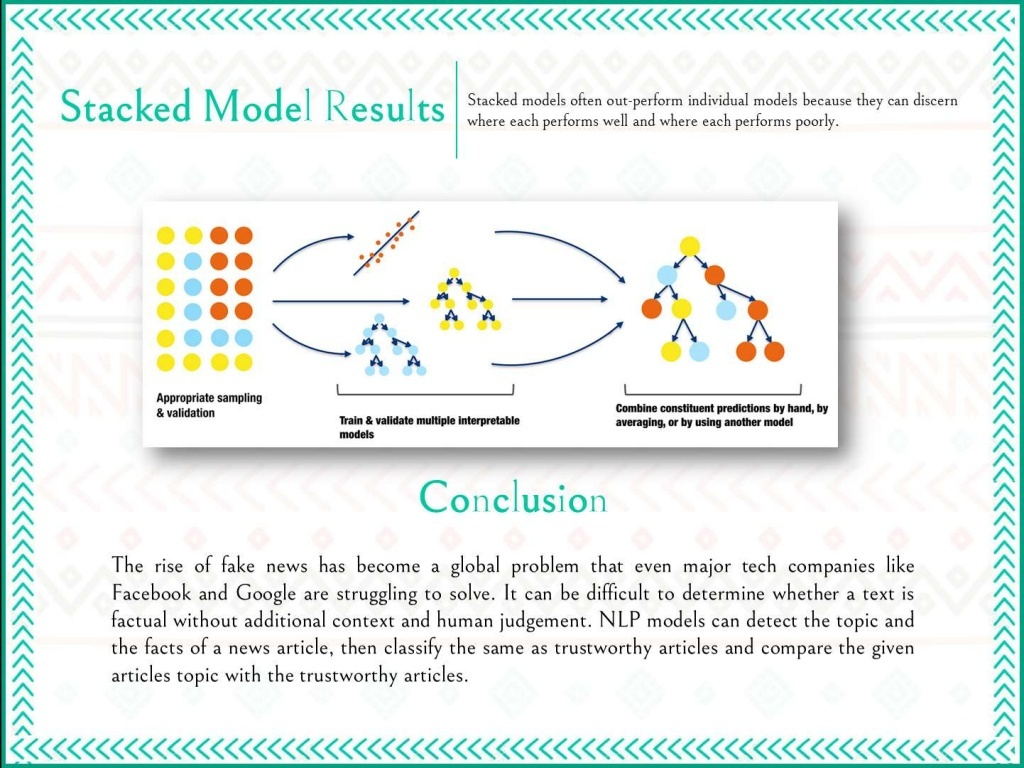 Stacked Model Results
Stacked models often out-perform individual models because they can discern
where each performs well and where each performs poorly.
Appropriate sampling
& validation
Train & validate multiple interpretable
models
Combine constituent predictions by hand, by
averaging, or by using another model
Conclusion
The rise of fake news has become a global problem that even major tech companies like
Facebook and Google are struggling to solve. It can be difficult to determine whether a text is
factual without additional context and human judgement. NLP models can detect the topic and
the facts of a news article, then classify the same as trustworthy articles and compare the given
articles topic with the trustworthy articles.